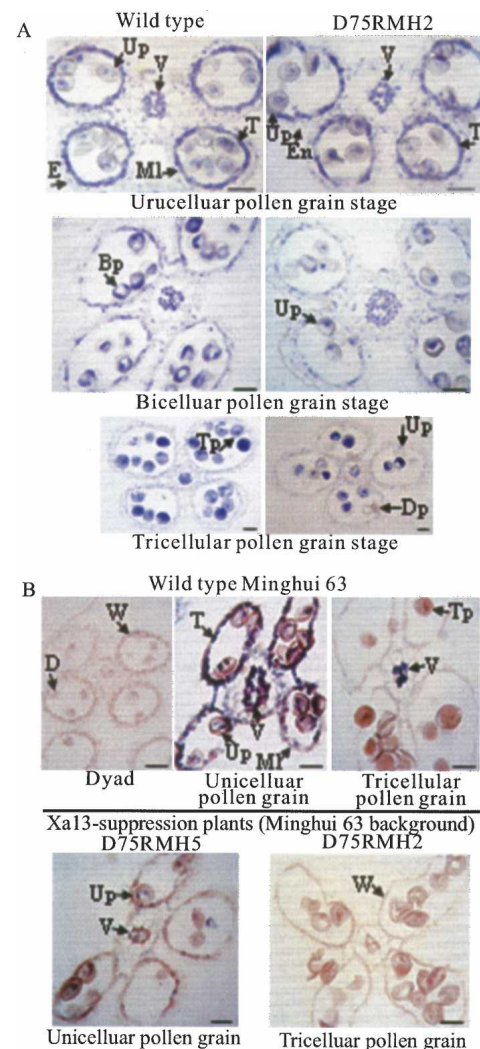 A
Wild type
D75RMH2
Up
V
V
T
E
Ml
Up
En
T
Urucelluar pollen grain stage
Bp
Up
Bicelluar pollen grain stage
Tp
Up
Dp
Tricellular pollen grain stage
B
Wild type Minghui 63
W
D
T
V
Up
Ml
Tp
V
Dyad
Unicelluar pollen grain
Tricellular pollen grain
Xa13-suppression plants (Minghui 63 background)
D75RMH5
D75RMH2
Up
V
W
Unicelluar pollen grain
Tricelluar pollen grain